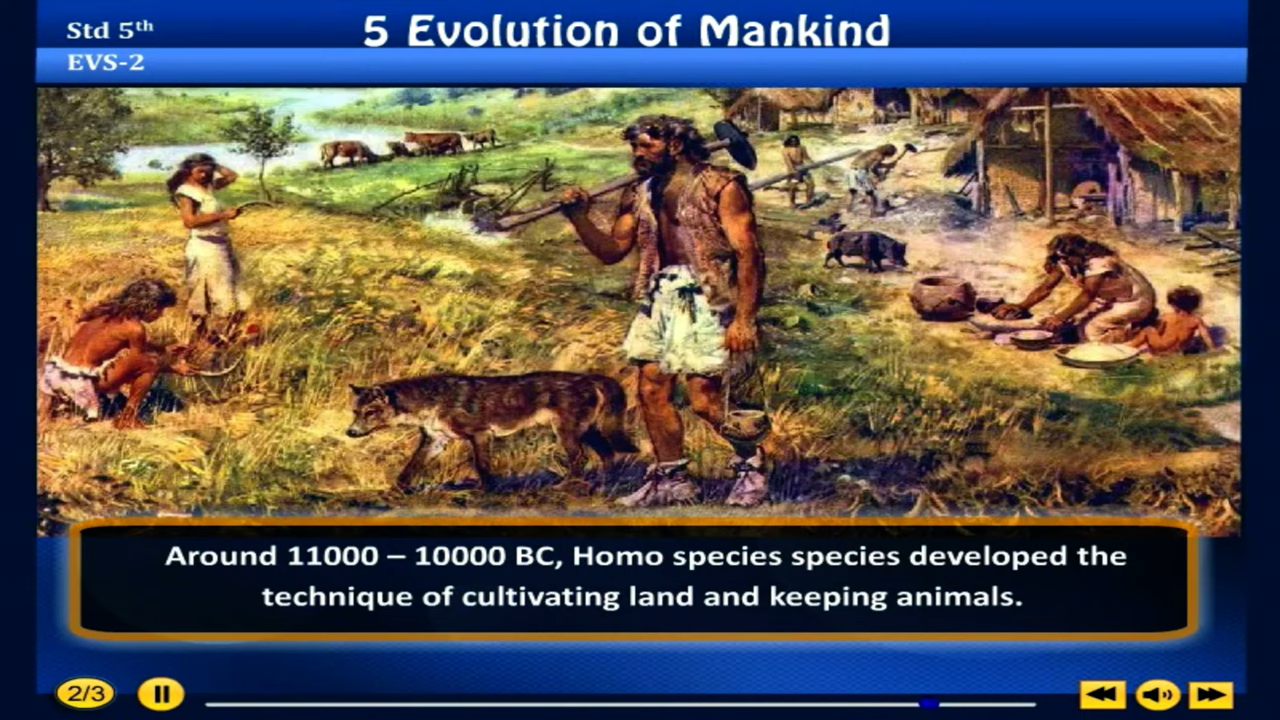 Std 5th
5 Evolution of Mankind
EVS-2
Around 11000 – 10000 BC, Homo species species developed the
technique of cultivating land and keeping animals.
2/3